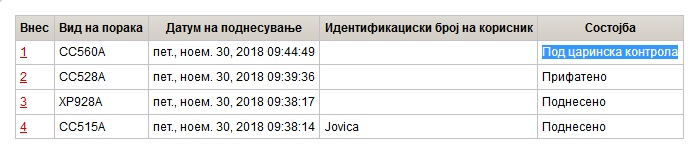 Внес Вид на порака Датум на поднесување Идентификациски број на корисник Состојба
1 CC560A пет., ноем. 30, 2018 09:44:49 Под царинска контрола
2 CC528A пет., ноем. 30, 2018 09:39:36 Прифатено
3 XP928A пет., ноем. 30, 2018 09:38:17 Поднесено
4 CC515A пет., ноем. 30, 2018 09:38:14 Jovica Поднесено